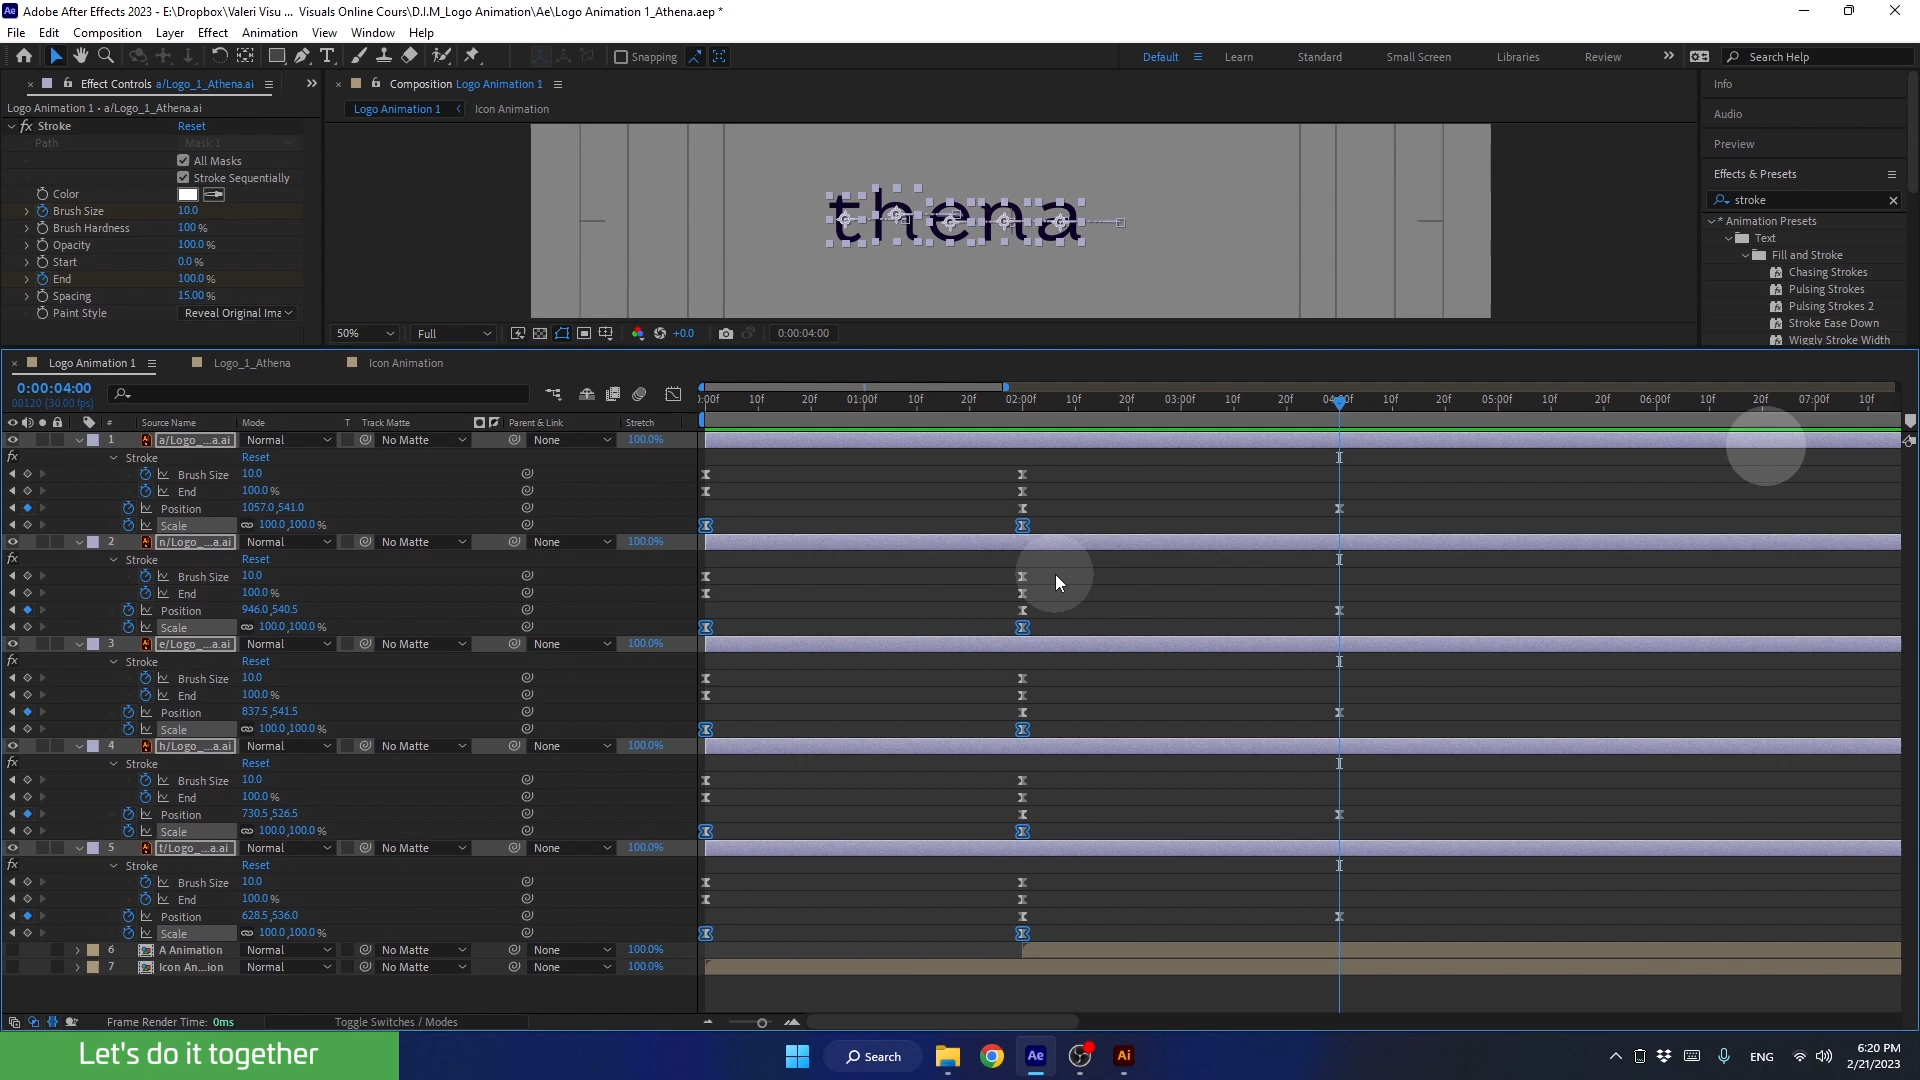 Adobe After Effects 2023 - E:\Dropbox\Valeri Visu ... Visuals Online Cours\D.I.M_Logo Animation\Ae\Logo Animation 1_Athena.aep *
File Edit Composition Layer Effect Animation View Window Help
Snapping
Default Learn Standard Small Screen Libraries Review Search Help
Effect Controls a/Logo_1_Athena.ai
Logo Animation 1 • a/Logo_1_Athena.ai
fx Stroke Reset
Path Mask 1
All Masks
Stroke Sequentially
Color
Brush Size 10.0
Brush Hardness 100 %
Opacity 100.0 %
Start 0.0 %
End 100.0 %
Spacing 15.00 %
Paint Style Reveal Original Ima
Composition Logo Animation 1
Logo Animation 1 Icon Animation
thena
50% Full +0.0 0:00:04:00
Info
Audio
Preview
Effects & Presets
stroke
* Animation Presets
Text
Fill and Stroke
Chasing Strokes
Pulsing Strokes
Pulsing Strokes 2
Stroke Ease Down
Wiggly Stroke Width
Logo Animation 1 Logo_1_Athena Icon Animation
0:00:04:00
00120 (30.00 fps)
):00f 10f 20f 01:00f 10f 20f 02:00f 10f 20f 03:00f 10f 20f 04:00f 10f 20f 05:00f 10f 20f 06:00f 10f 20f 07:00f 10f
# Source Name Mode T Track Matte Parent & Link Stretch
1 a/Logo_...a.ai Normal No Matte None 100.0%
fx Stroke Reset
Brush Size 10.0
End 100.0 %
Position 1057.0,541.0
Scale 100.0,100.0 %
2 n/Logo_...a.ai Normal No Matte None 100.0%
fx Stroke Reset
Brush Size 10.0
End 100.0 %
Position 946.0,540.5
Scale 100.0,100.0 %
3 e/Logo_...a.ai Normal No Matte None 100.0%
fx Stroke Reset
Brush Size 10.0
End 100.0 %
Position 837.5,541.5
Scale 100.0,100.0 %
4 h/Logo_...a.ai Normal No Matte None 100.0%
fx Stroke Reset
Brush Size 10.0
End 100.0 %
Position 730.5,526.5
Scale 100.0,100.0 %
5 t/Logo_...a.ai Normal No Matte None 100.0%
fx Stroke Reset
Brush Size 10.0
End 100.0 %
Position 628.5,536.0
Scale 100.0,100.0 %
6 A Animation Normal No Matte None 100.0%
7 Icon An...ion Normal No Matte None 100.0%
Frame Render Time: 0ms Toggle Switches / Modes
Let's do it together
Search
Ae Ai
ENG
6:20 PM
2/21/2023